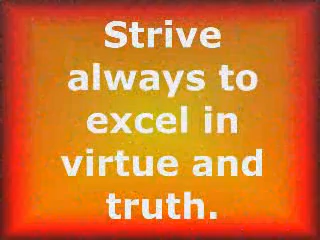 Strive
always to
excel in
virtue and
truth.